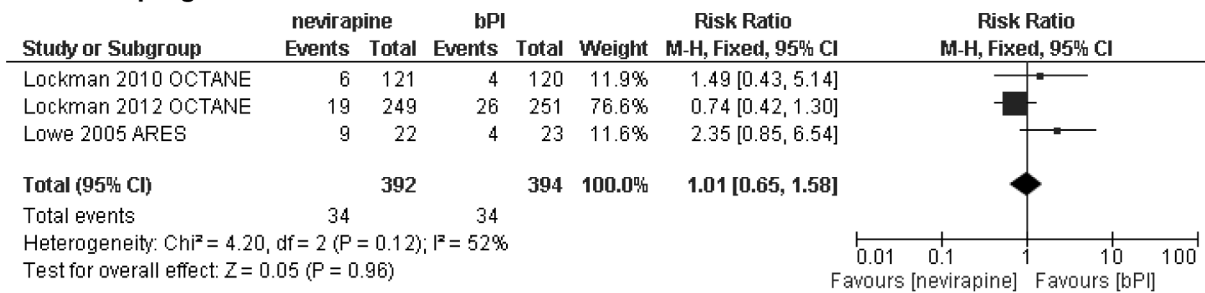 nevirapine bPI Risk Ratio Risk Ratio
Study or Subgroup Events Total Events Total Weight M-H, Fixed, 95% CI M-H, Fixed, 95% CI
Lockman 2010 OCTANE 6 121 4 120 11.9% 1.49 [0.43, 5.14]
Lockman 2012 OCTANE 19 249 26 251 76.6% 0.74 [0.42, 1.30]
Lowe 2005 ARES 9 22 4 23 11.6% 2.35 [0.85, 6.54]
Total (95% CI) 392 394 100.0% 1.01 [0.65, 1.58]
Total events 34 34
Heterogeneity: Chi² = 4.20, df = 2 (P = 0.12); I² = 52%
Test for overall effect: Z = 0.05 (P = 0.96)
0.01 0.1 1 10 100
Favours [nevirapine] Favours [bPI]